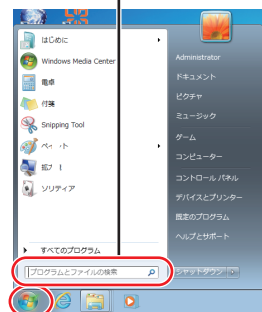 はじめに
Windows Media Center
電卓
付箋
Snipping Tool
ソリティア
すべてのプログラム
プログラムとファイルの検索
Administrator
ドキュメント
ピクチャ
ミュージック
ゲーム
コンピューター
コントロール パネル
デバイスとプリンター
既定のプログラム
ヘルプとサポート
シャットダウン